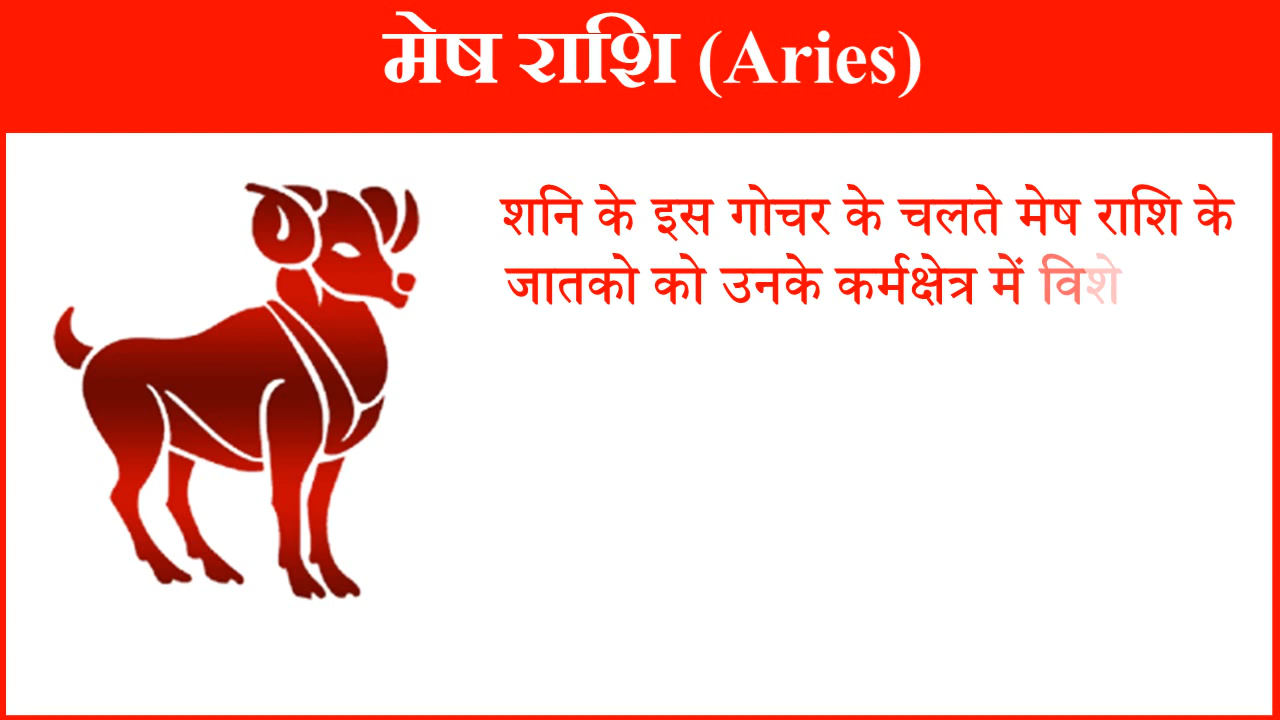 मेष राशि (Aries)
शनि के इस गोचर के चलते मेष राशि के
जातको को उनके कर्मक्षेत्र में विशे